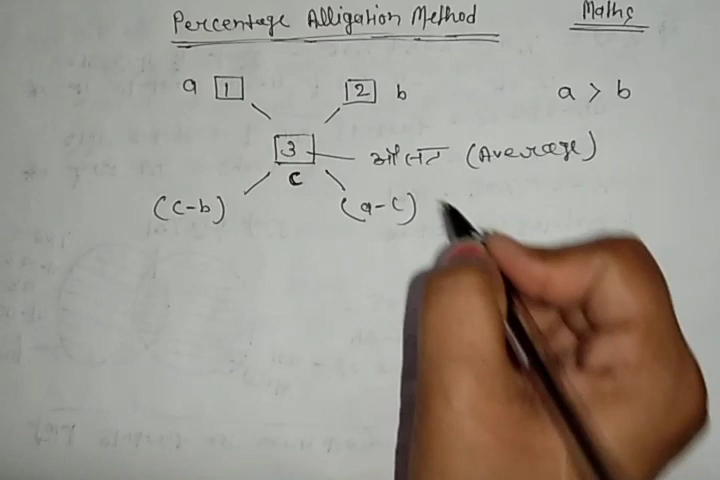 Percentage Alligation Method
Maths
a 1 2 b
a > b
3 औसत (Average)
c
(c-b) (a-c)